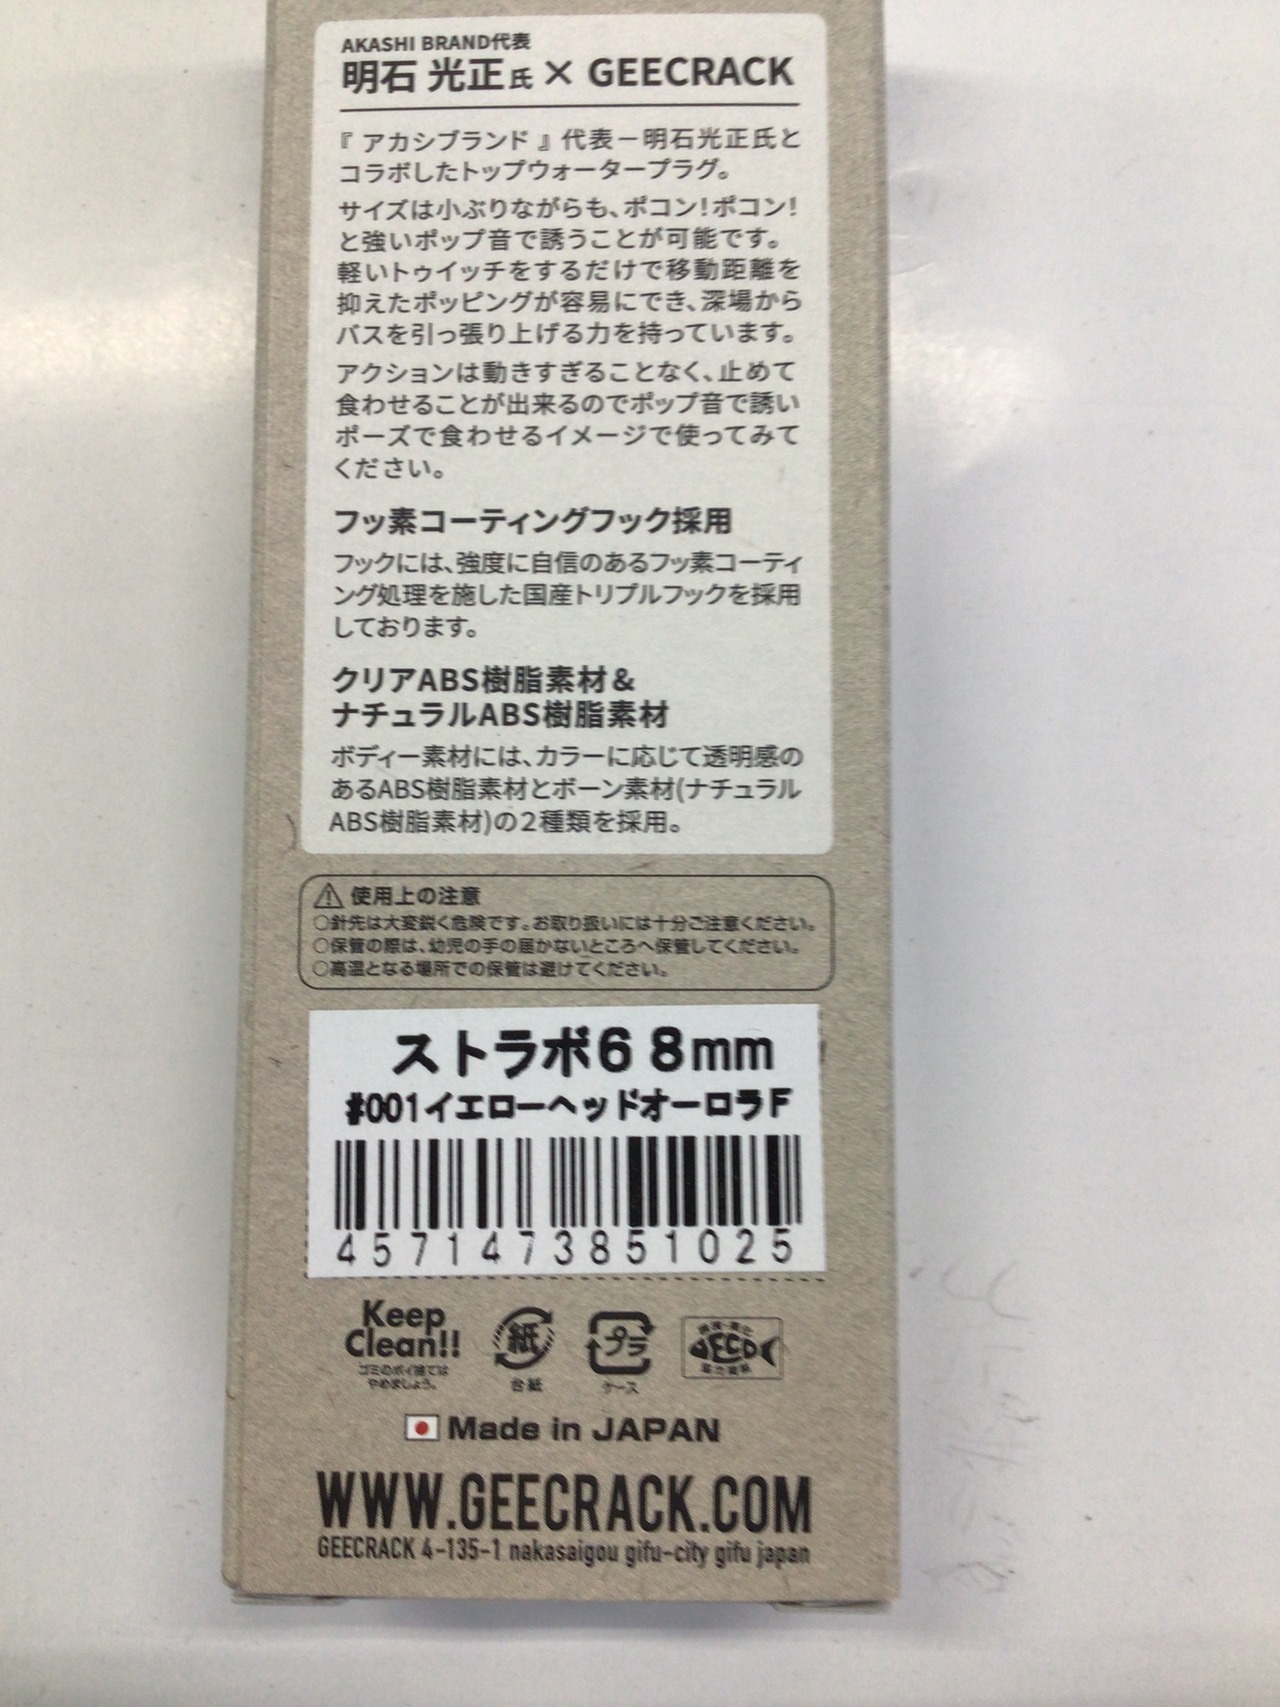 AKASHI BRAND代表
明石 光正氏 × GEECRACK
『 アカシブランド 』代表－明石光正氏と
コラボしたトップウォータープラグ。
サイズは小ぶりながらも、ポコン！ポコン！
と強いポップ音で誘うことが可能です。
軽いトゥイッチをするだけで移動距離を
抑えたポッピングが容易にでき、深場から
バスを引っ張り上げる力を持っています。
アクションは動きすぎることなく、止めて
食わせることが出来るのでポップ音で誘い
ポーズで食わせるイメージで使ってみて
ください。
フッ素コーティングフック採用
フックには、強度に自信のあるフッ素コーティ
ング処理を施した国産トリプルフックを採用
しております。
クリアABS樹脂素材＆
ナチュラルABS樹脂素材
ボディー素材には、カラーに応じて透明感の
あるABS樹脂素材とボーン素材(ナチュラル
ABS樹脂素材)の２種類を採用。
使用上の注意
○針先は大変鋭く危険です。お取り扱いには十分ご注意ください。
○保管の際は、幼児の手の届かないところへ保管してください。
○高温となる場所での保管は避けてください。
ストラボ６８mm
#001イエローヘッドオーロラF
4571473851025
Keep
Clean!!
ゴミのポイ捨ては
やめましょう。
紙
台紙
プラ
ケース
ECO
Made in JAPAN
WWW.GEECRACK.COM
GEECRACK 4-135-1 nakasaigou gifu-city gifu japan